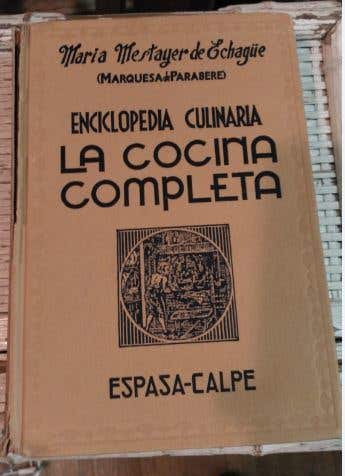 María Mestayer de Echagüe
(MARQUESA de PARABERE)
ENCICLOPEDIA CULINARIA
LA COCINA
COMPLETA
ESPASA-CALPE